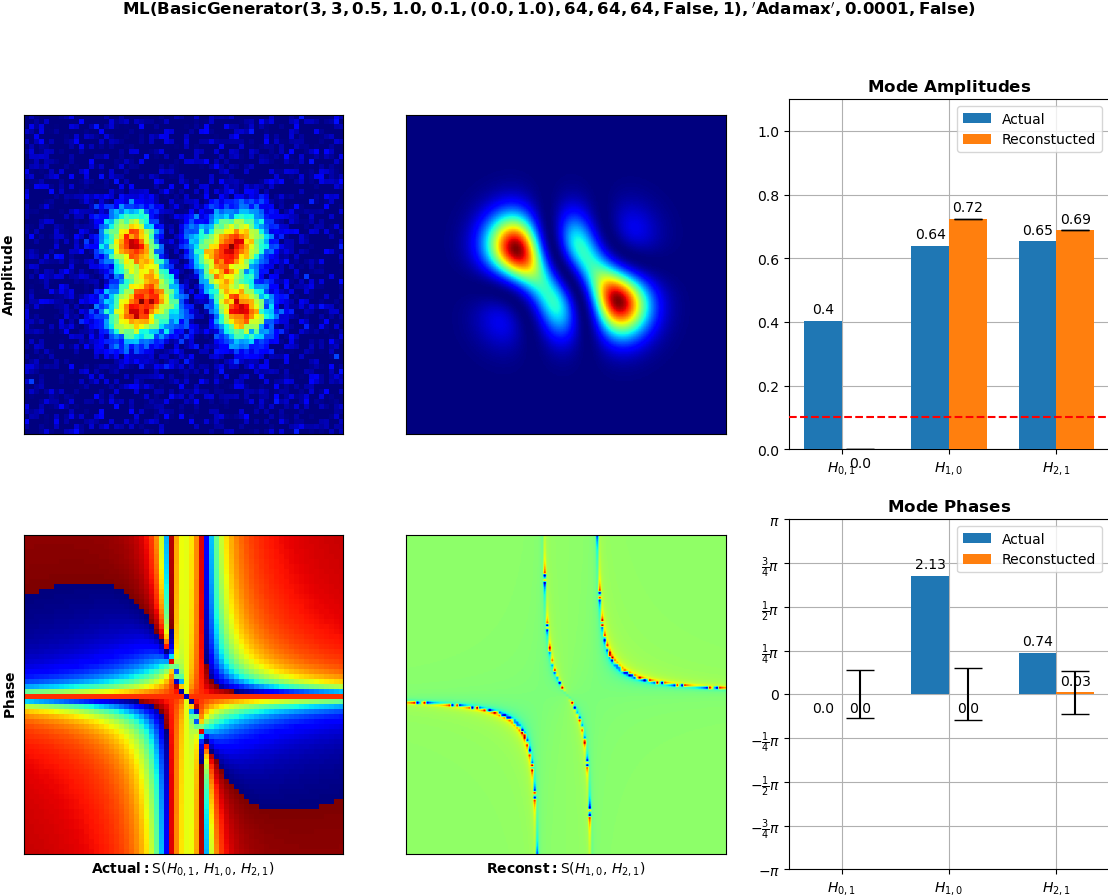 ML(BasicGenerator(3, 3, 0.5, 1.0, 0.1, (0.0, 1.0), 64, 64, 64, False, 1), ′Adamax′, 0.0001, False)
Mode Amplitudes
Actual
Reconstucted
1.0
0.8
0.6
0.4
0.2
0.0
0.4
0.0
0.64
0.72
0.65
0.69
H0, 1
H1, 0
H2, 1
Amplitude
Mode Phases
Actual
Reconstucted
π
3/4π
1/2π
1/4π
0
−1/4π
−1/2π
−3/4π
−π
0.0
0.0
2.13
0.0
0.74
0.03
H0, 1
H1, 0
H2, 1
Phase
Actual: S(H0, 1, H1, 0, H2, 1)
Reconst: S(H1, 0, H2, 1)